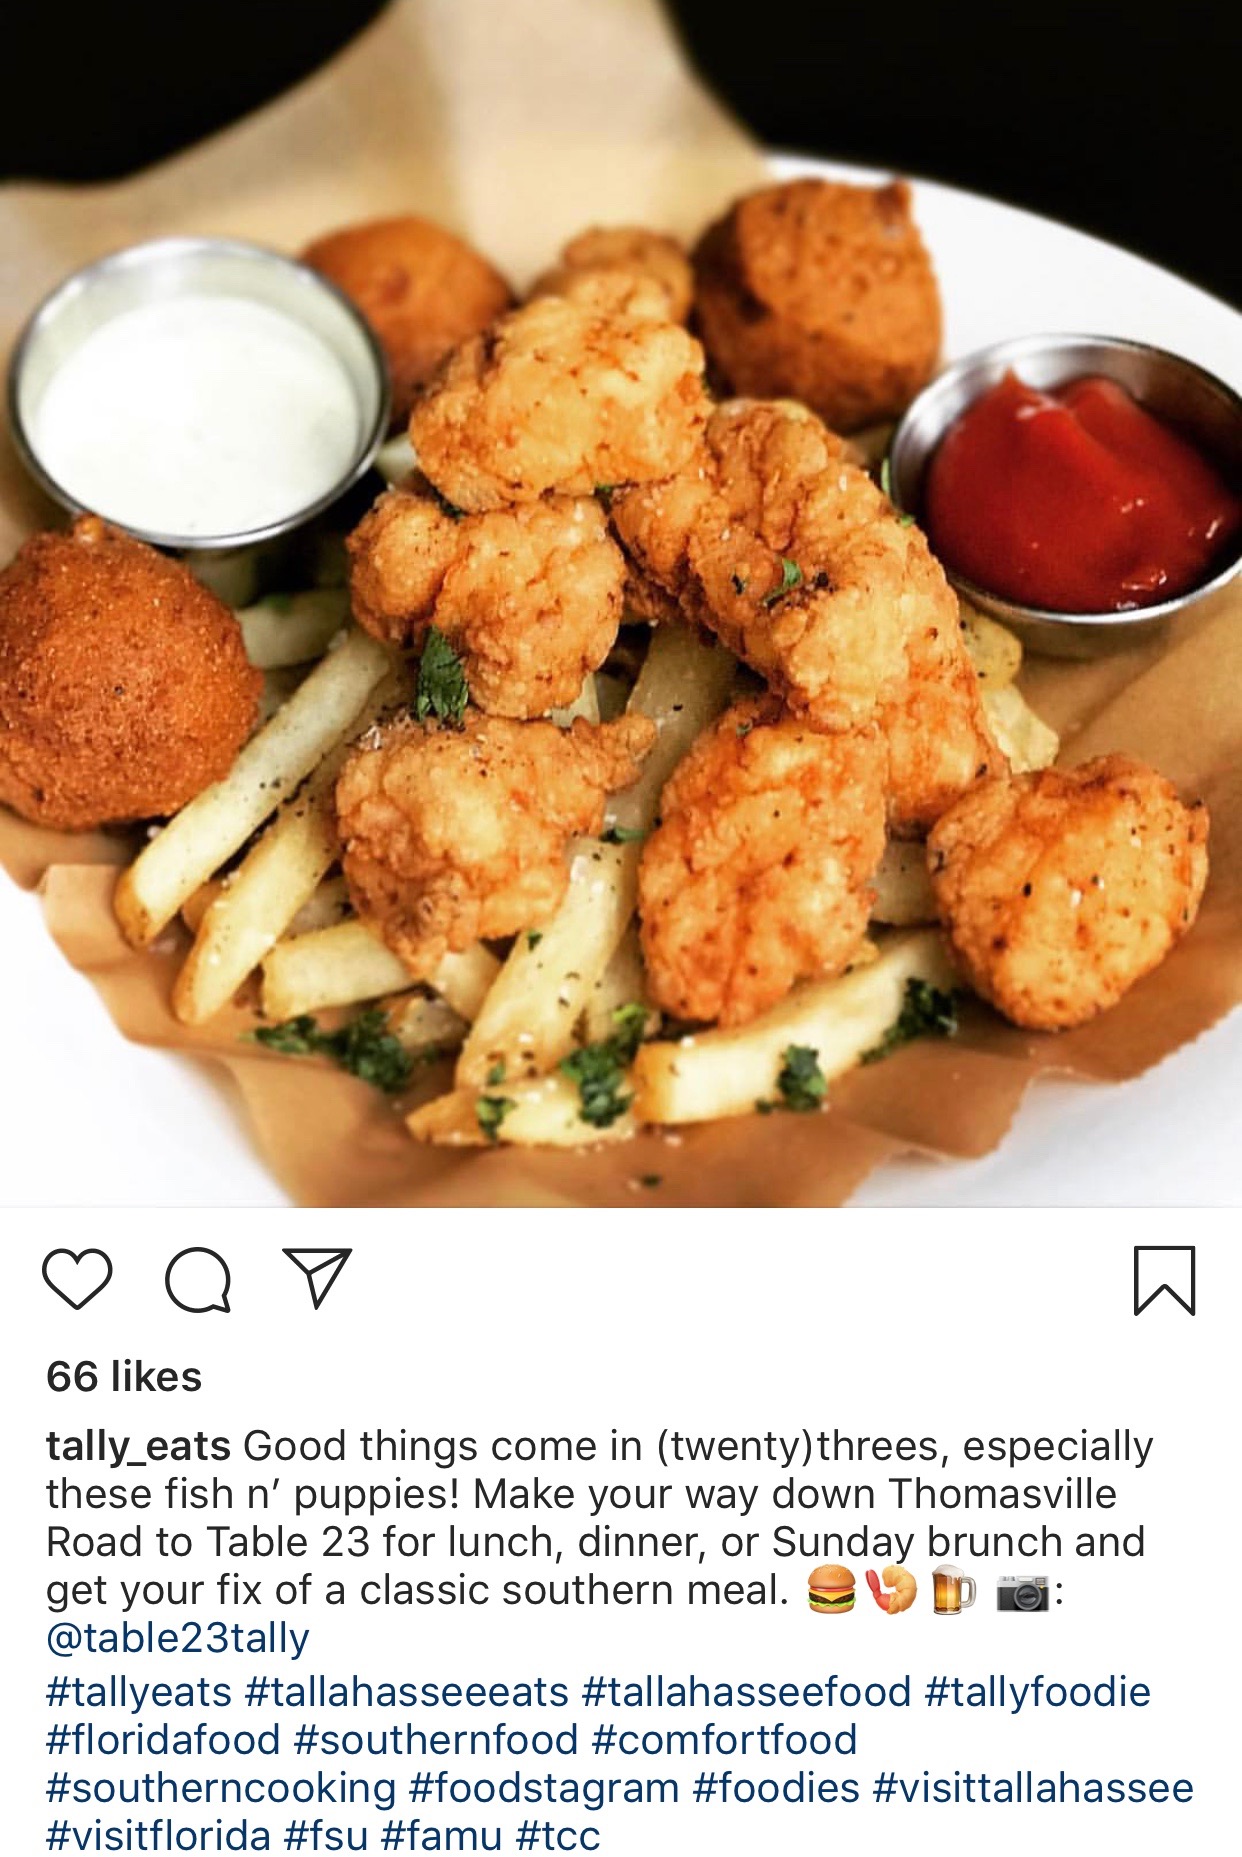 66 likes
tally_eats Good things come in (twenty)threes, especially
these fish n’ puppies! Make your way down Thomasville
Road to Table 23 for lunch, dinner, or Sunday brunch and
get your fix of a classic southern meal. 🍔🍤🍺 📷:
@table23tally
#tallyeats #tallahasseeeats #tallahasseefood #tallyfoodie
#floridafood #southernfood #comfortfood
#southerncooking #foodstagram #foodies #visittallahassee
#visitflorida #fsu #famu #tcc